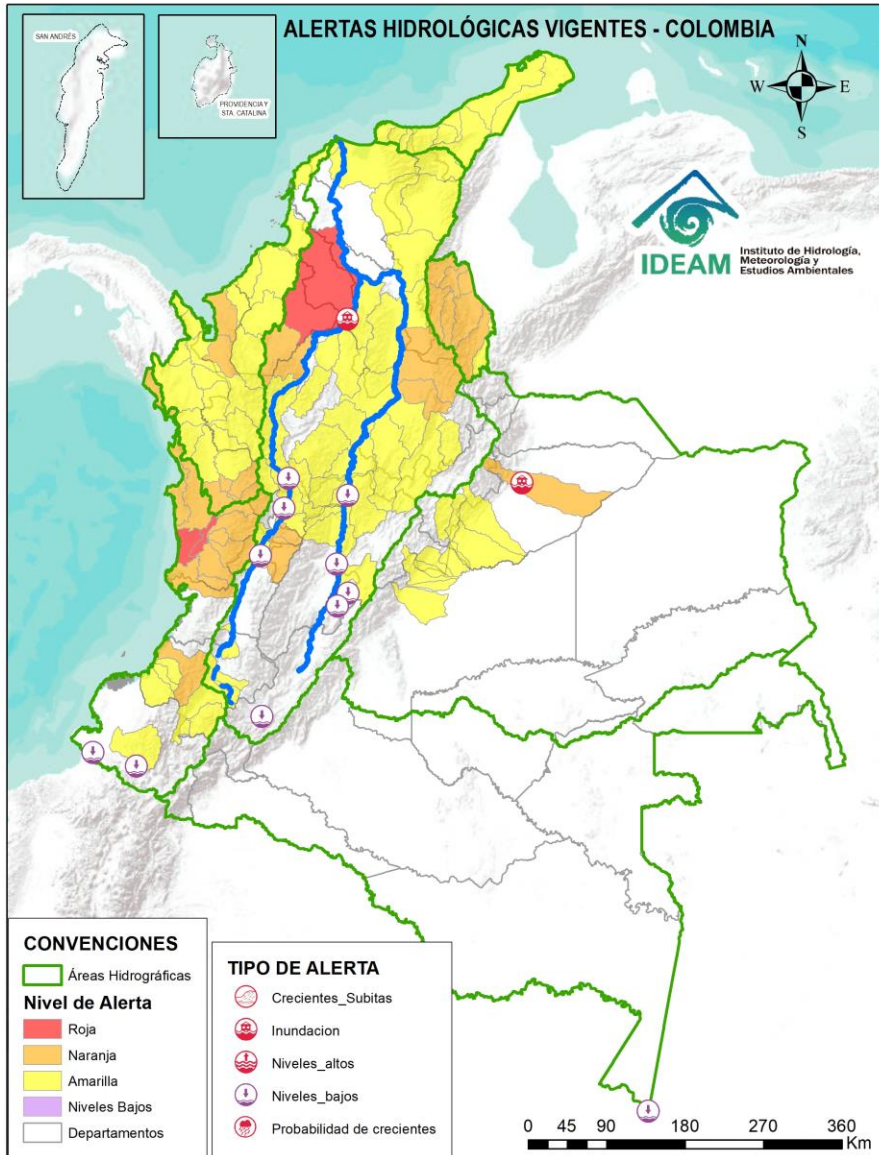 ALERTAS HIDROLÓGICAS VIGENTES - COLOMBIA
SAN ANDRÉS
PROVIDENCIA Y
STA. CATALINA
N
W
E
S
IDEAM
Instituto de Hidrología,
Meteorología y
Estudios Ambientales
CONVENCIONES
Áreas Hidrográficas
Nivel de Alerta
Roja
Naranja
Amarilla
Niveles Bajos
Departamentos
TIPO DE ALERTA
Crecientes_Subitas
Inundacion
Niveles_altos
Niveles_bajos
Probabilidad de crecientes
0 45 90 180 270 360
Km